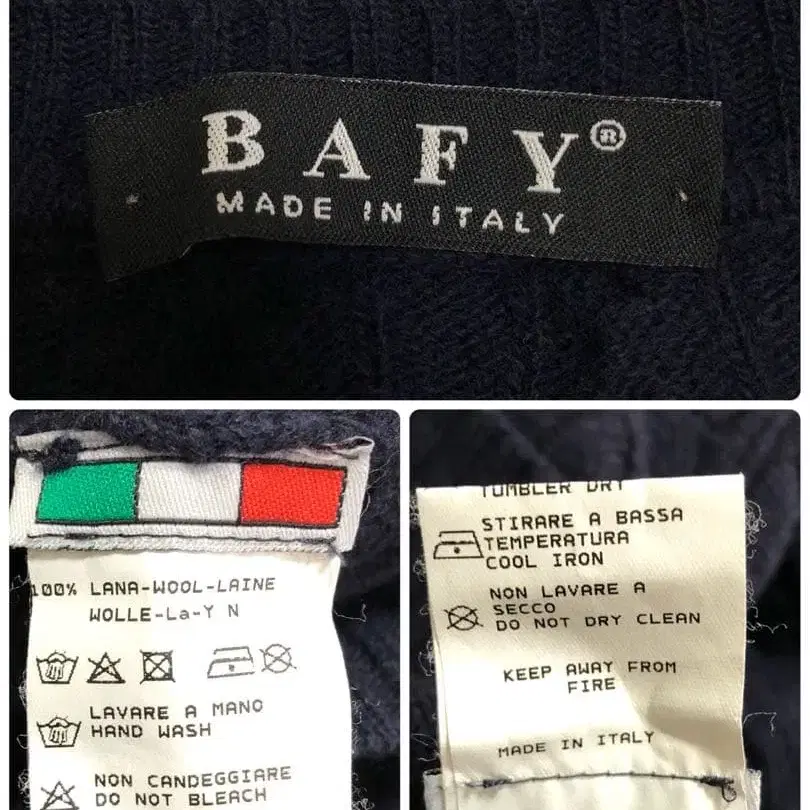 BAFY®
MADE IN ITALY
100% LANA-WOOL-LAINE
WOLLE-La-Y N
LAVARE A MANO
HAND WASH
NON CANDEGGIARE
DO NOT BLEACH
TUMBLER DRY
STIRARE A BASSA
TEMPERATURA
COOL IRON
NON LAVARE A
SECCO
DO NOT DRY CLEAN
KEEP AWAY FROM
FIRE
MADE IN ITALY